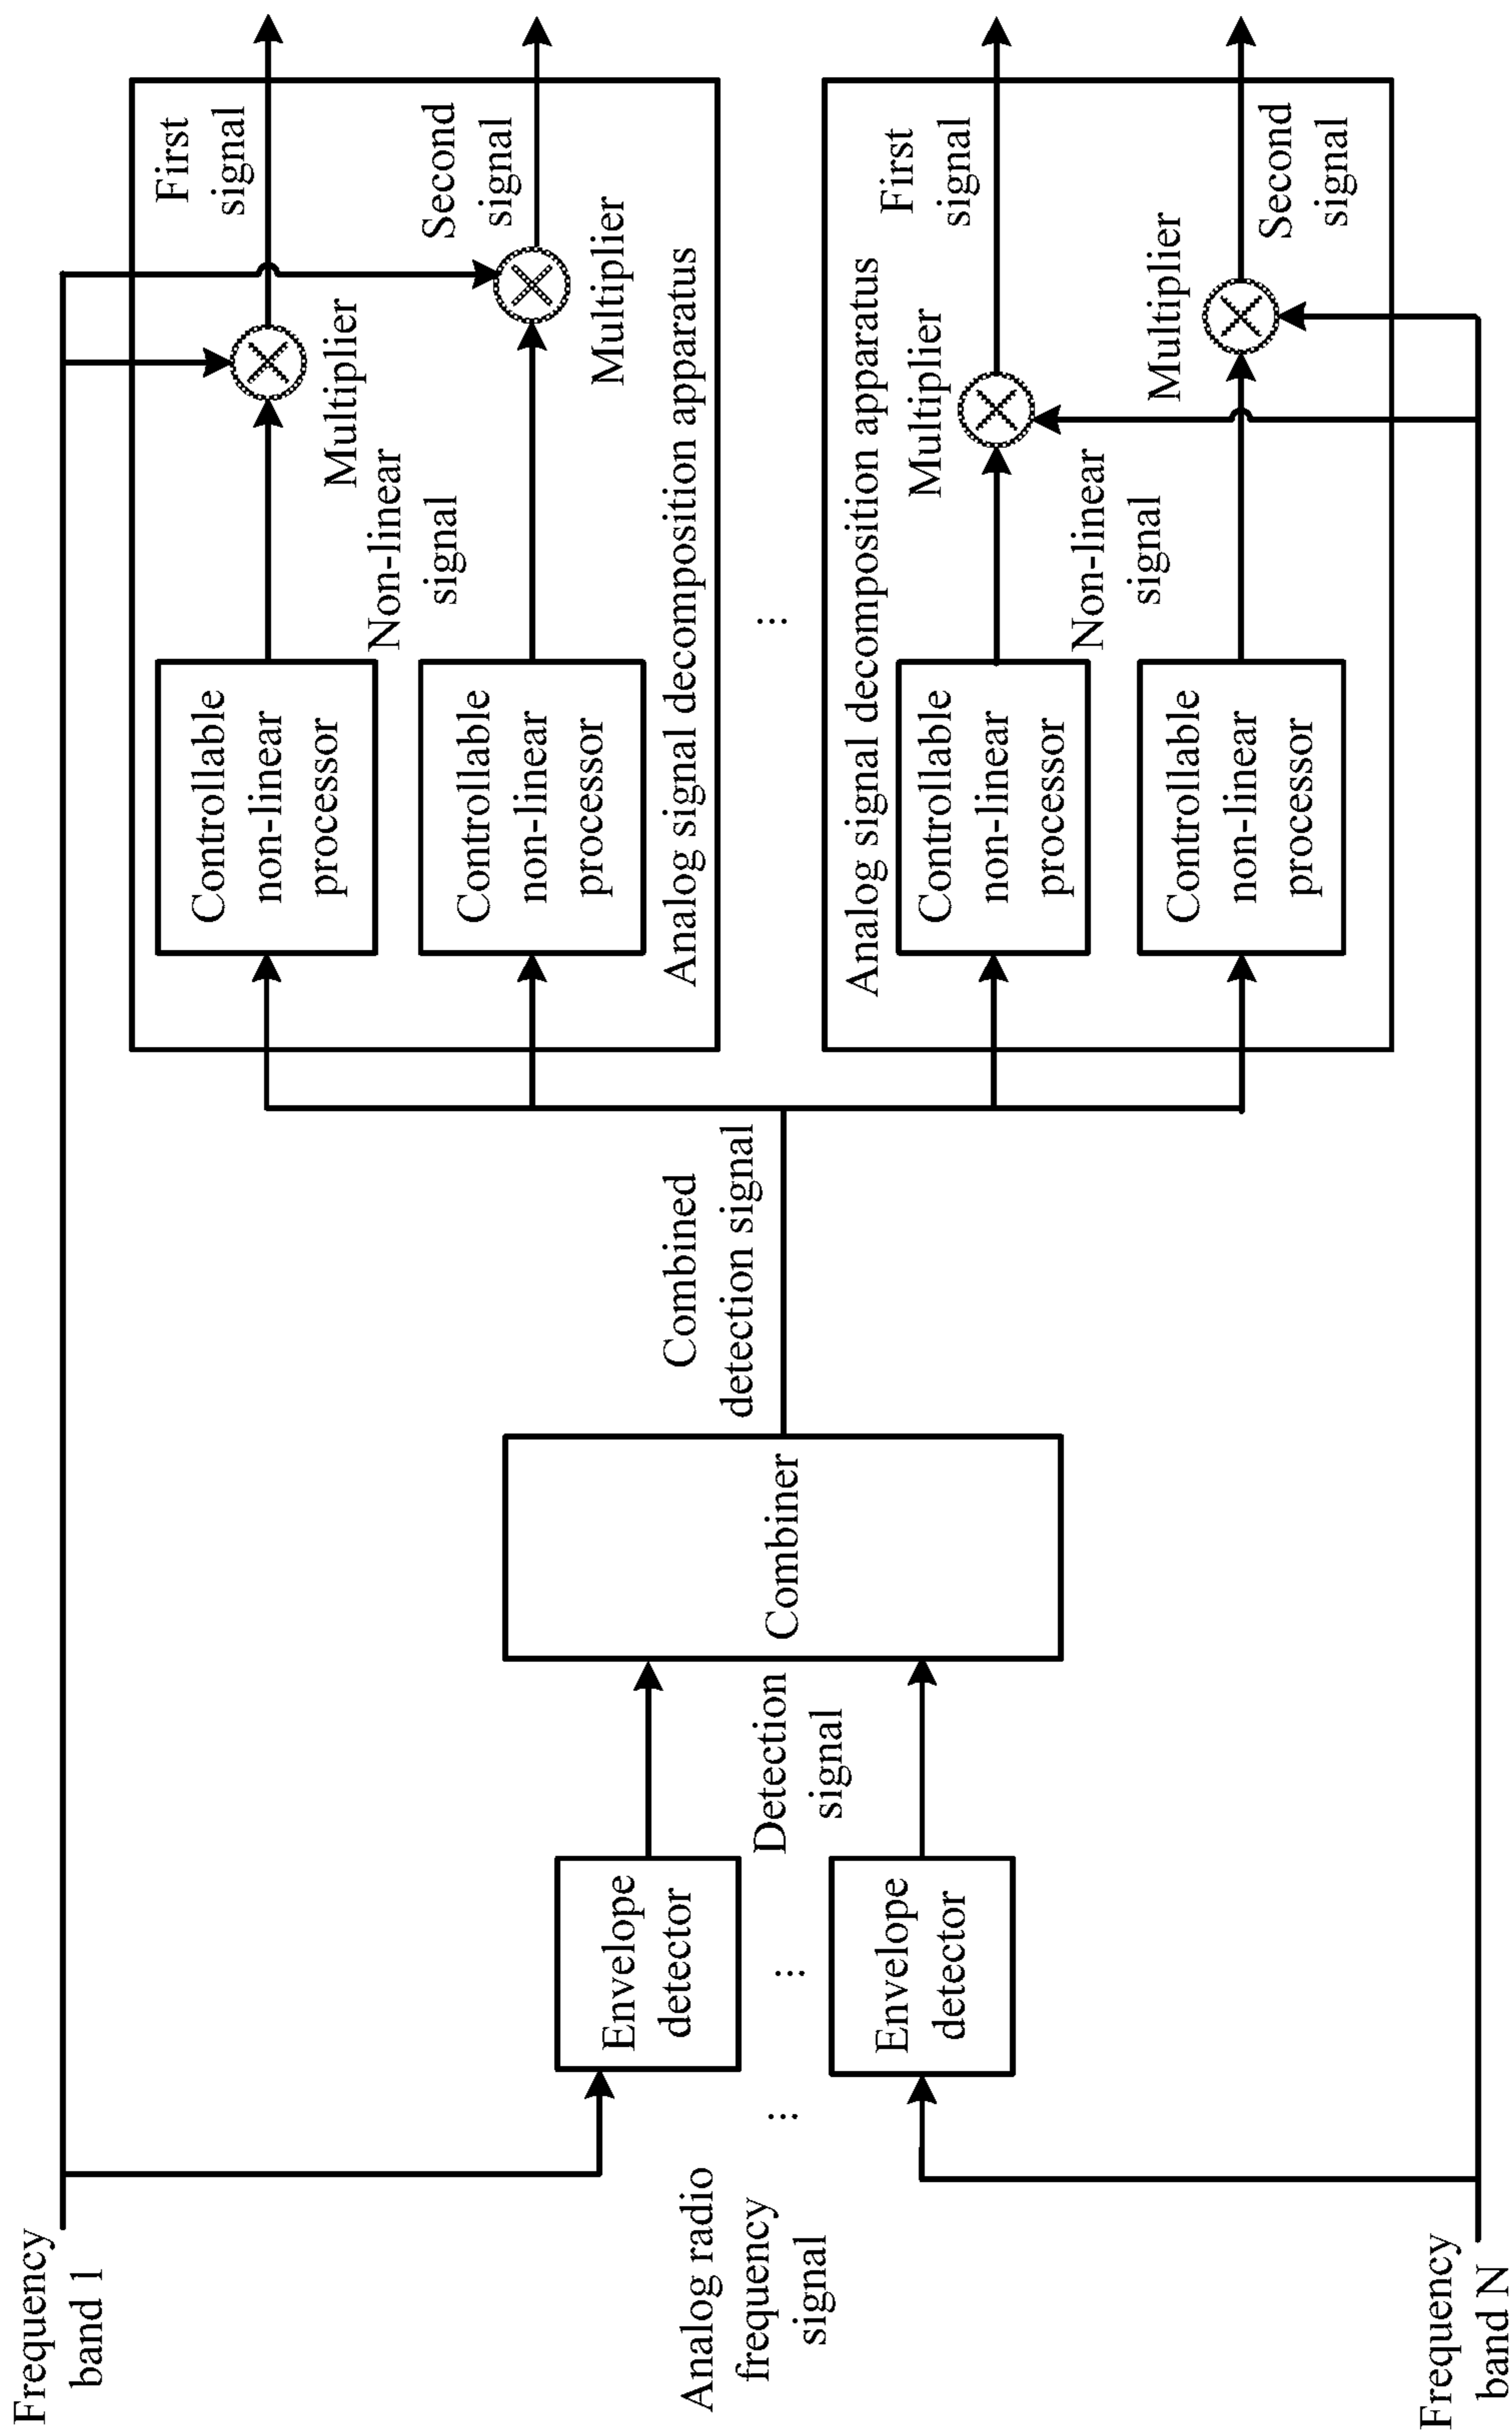 Frequency
band 1
Analog radio
frequency
signal
...
Frequency
band N
Envelope
detector
...
Envelope
detector
Detection
signal
Combiner
Combined
detection signal
Controllable
non-linear
processor
Non-linear
signal
Multiplier
First
signal
Controllable
non-linear
processor
Multiplier
Second
signal
Analog signal decomposition apparatus
...
Analog signal decomposition apparatus
Controllable
non-linear
processor
Non-linear
signal
Multiplier
First
signal
Controllable
non-linear
processor
Multiplier
Second
signal